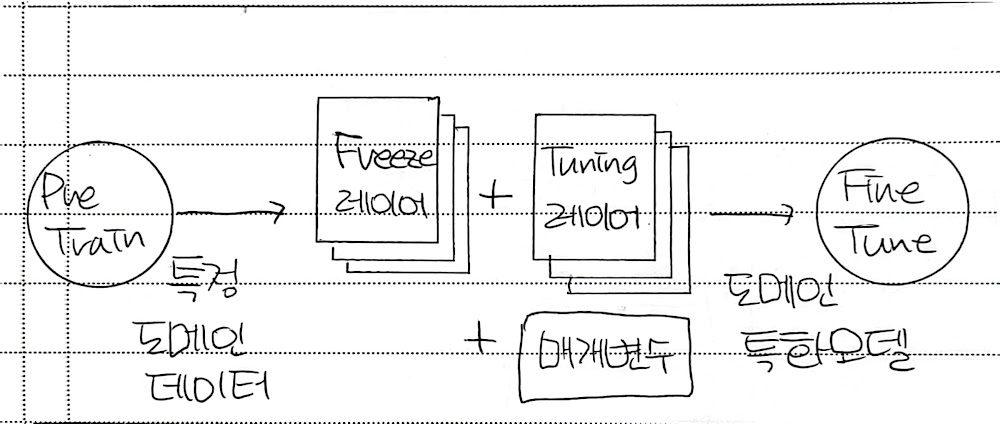 Pre
Train
특정
도메인
데이터
Freeze
레이어
+
Tuning
레이어
+
매개변수
도메인
특화모델
Fine
Tune